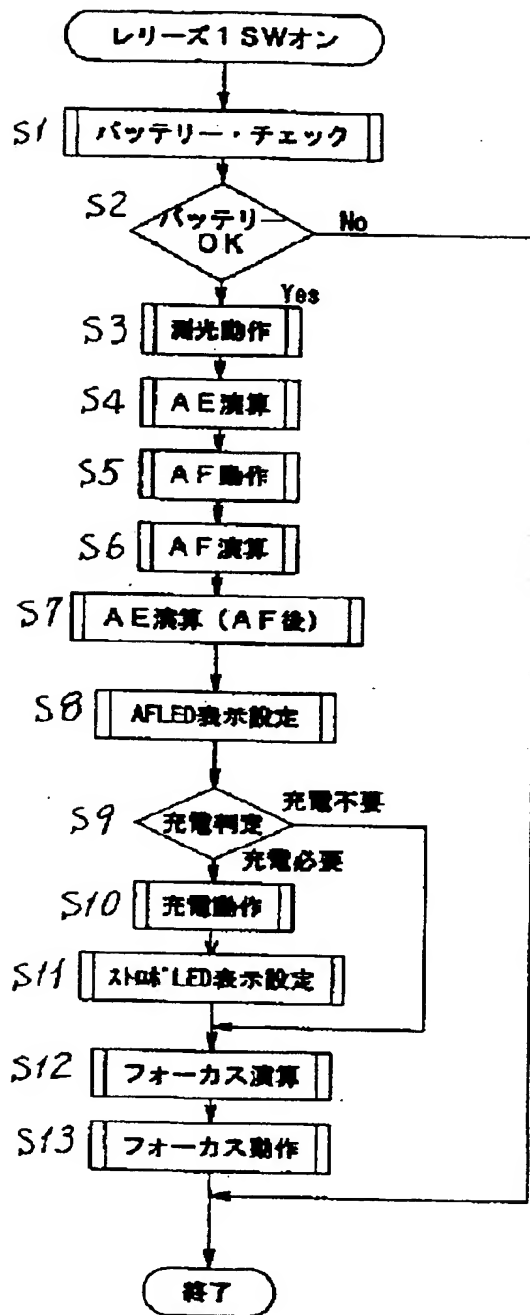 レリーズ1 SWオン
S1 バッテリー・チェック
S2 バッテリー
OK
No
Yes
S3 測光動作
S4 AE演算
S5 AF動作
S6 AF演算
S7 AE演算(AF後)
S8 AFLED表示設定
S9 充電判定
充電不要
充電必要
S10 充電動作
S11 ストロボLED表示設定
S12 フォーカス演算
S13 フォーカス動作
終了